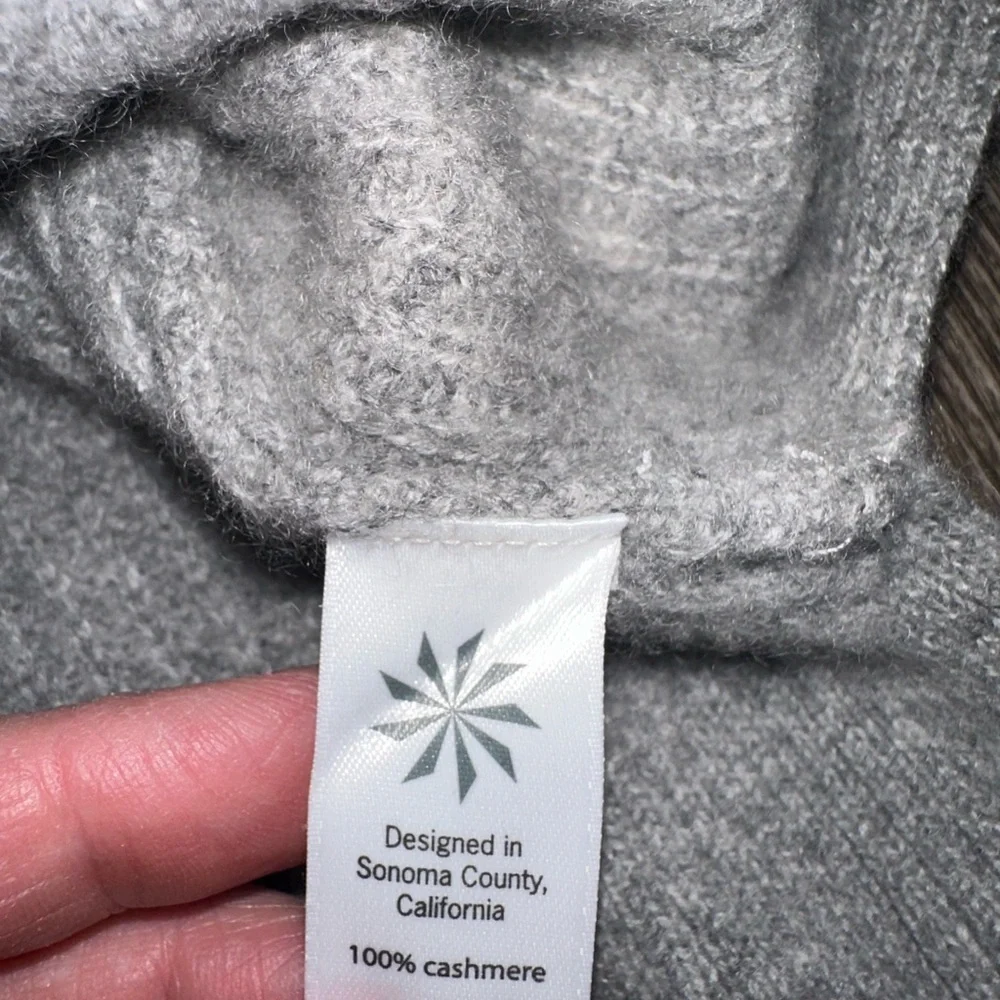 Designed in
Sonoma County,
California
100% cashmere